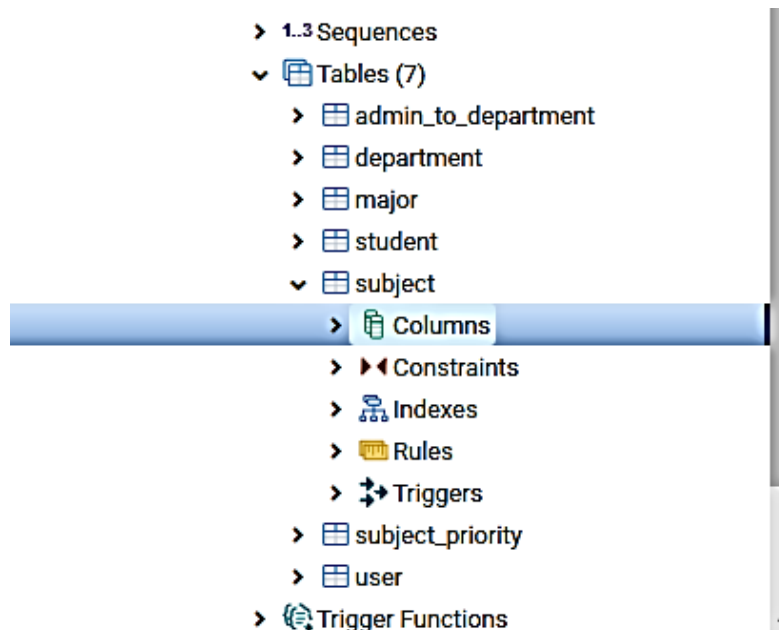 1..3 Sequences
Tables (7)
admin_to_department
department
major
student
subject
Columns
Constraints
Indexes
Rules
Triggers
subject_priority
user
Trigger Functions